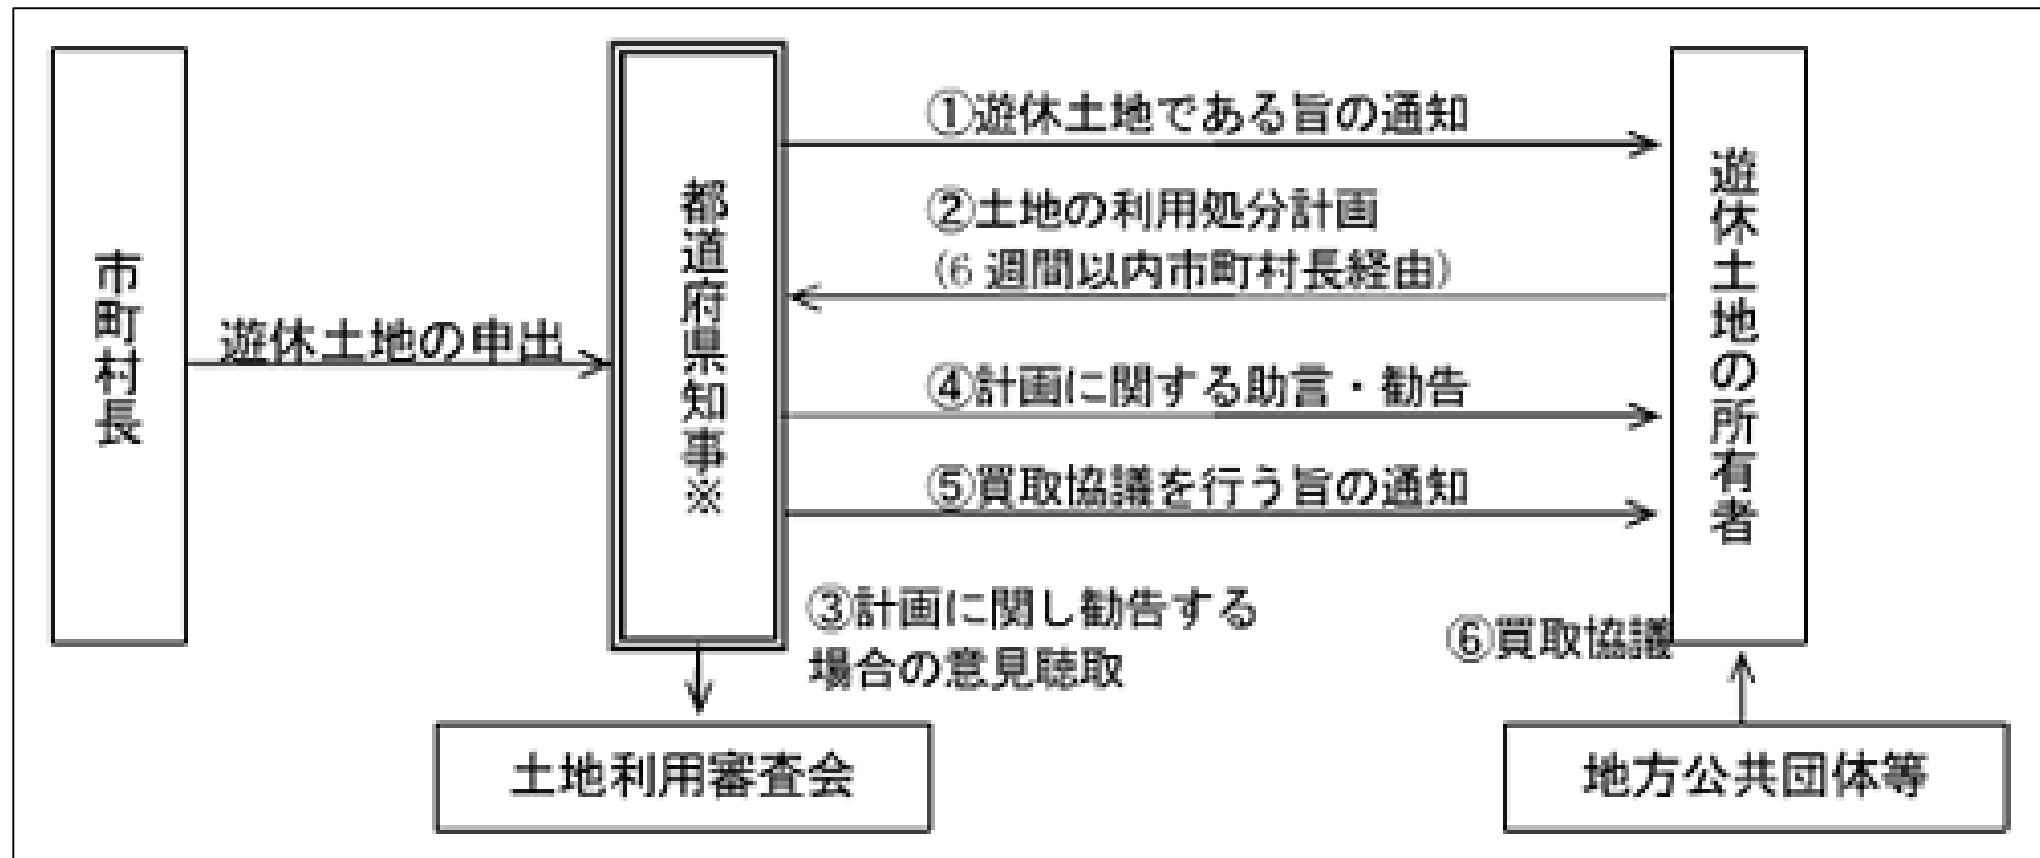 市町村長
遊休土地の申出
都道府県知事※
①遊休土地である旨の通知
②土地の利用処分計画
(6 週間以内市町村長経由)
④計画に関する助言・勧告
⑤買取協議を行う旨の通知
③計画に関し勧告する
場合の意見聴取
土地利用審査会
遊休土地の所有者
⑥買取協議
地方公共団体等